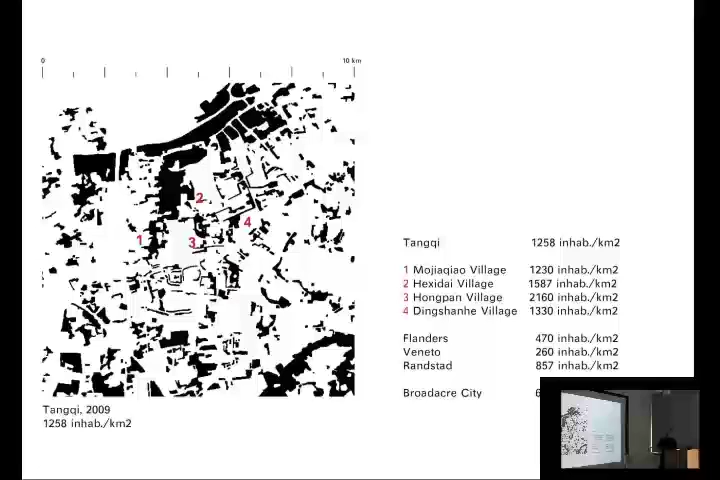 0
10 km
2
1
3
4
Tangqi, 2009
1258 inhab./km2
Tangqi 1258 inhab./km2
1 Mojiaqiao Village 1230 inhab./km2
2 Hexidai Village 1587 inhab./km2
3 Hongpan Village 2160 inhab./km2
4 Dingshanhe Village 1330 inhab./km2
Flanders 470 inhab./km2
Veneto 260 inhab./km2
Randstad 857 inhab./km2
Broadacre City